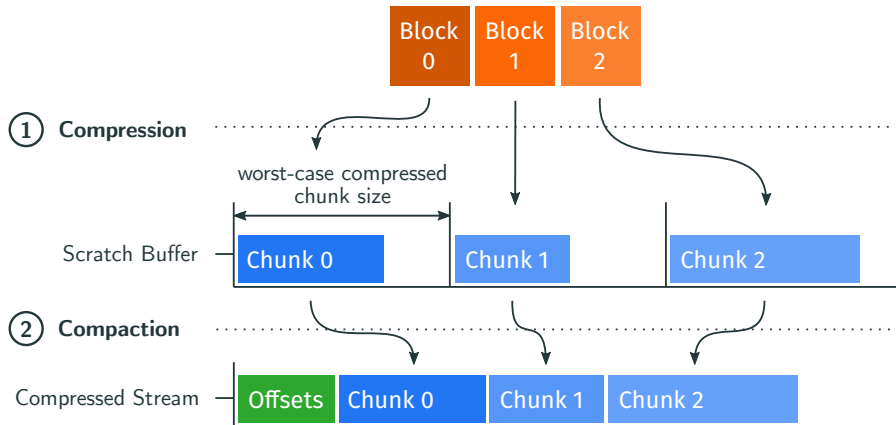 Block
0
Block
1
Block
2
1 Compression
worst-case compressed
chunk size
Scratch Buffer
Chunk 0
Chunk 1
Chunk 2
2 Compaction
Compressed Stream
Offsets
Chunk 0
Chunk 1
Chunk 2